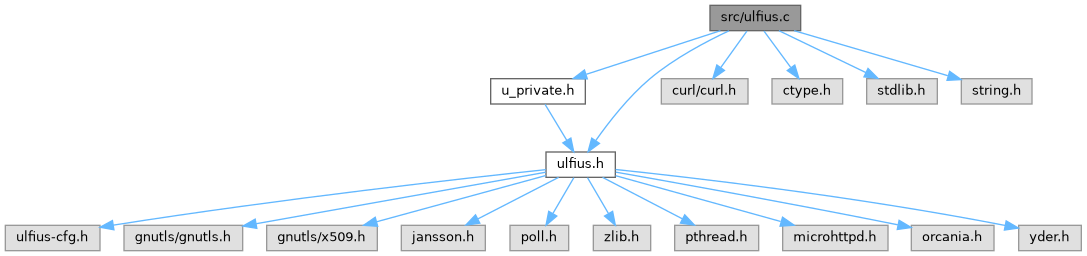 src/ulfius.c
u_private.h
curl/curl.h
ctype.h
stdlib.h
string.h
ulfius.h
ulfius-cfg.h
gnutls/gnutls.h
gnutls/x509.h
jansson.h
poll.h
zlib.h
pthread.h
microhttpd.h
orcania.h
yder.h